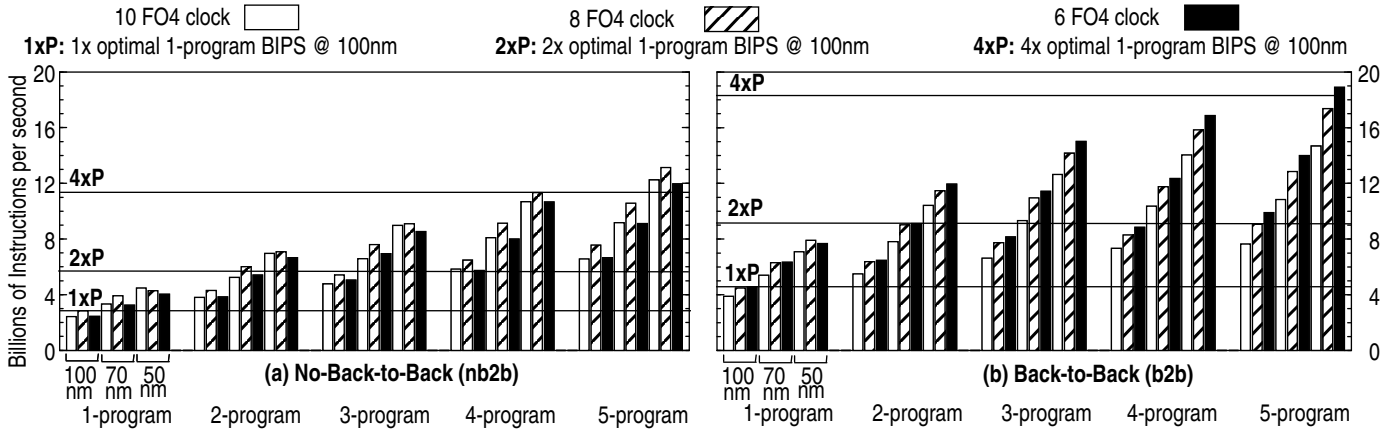 10 FO4 clock 8 FO4 clock 6 FO4 clock
1xP: 1x optimal 1-program BIPS @ 100nm 2xP: 2x optimal 1-program BIPS @ 100nm 4xP: 4x optimal 1-program BIPS @ 100nm
Billions of Instructions per second
20
16
12
8
4
0
4xP
2xP
1xP
100 nm 70 nm 50 nm
(a) No-Back-to-Back (nb2b)
1-program 2-program 3-program 4-program 5-program
4xP
2xP
1xP
20
16
12
8
4
0
100 nm 70 nm 50 nm
(b) Back-to-Back (b2b)
1-program 2-program 3-program 4-program 5-program